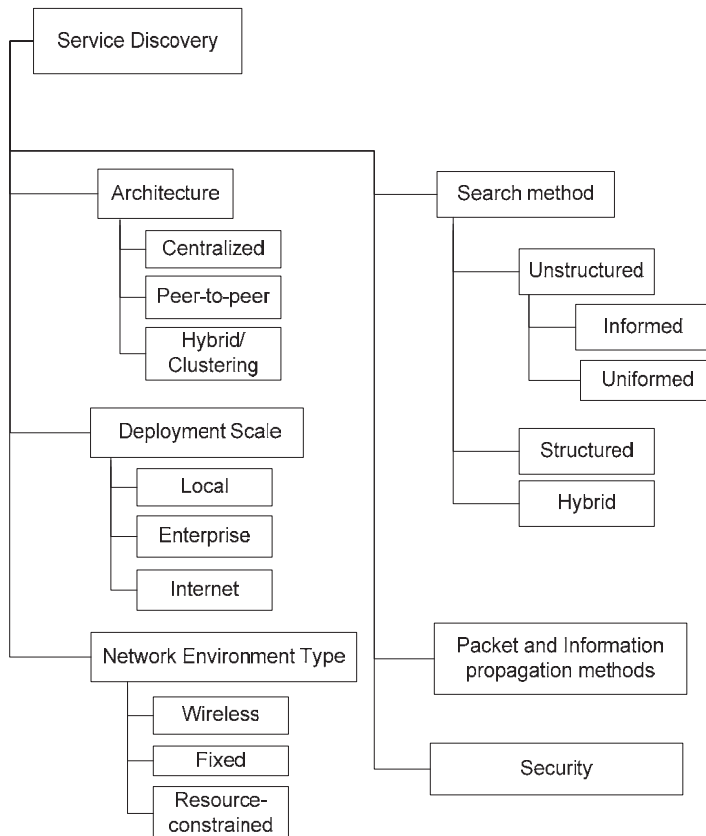 Service Discovery
Architecture
Centralized
Peer-to-peer
Hybrid/
Clustering
Deployment Scale
Local
Enterprise
Internet
Network Environment Type
Wireless
Fixed
Resource-
constrained
Search method
Unstructured
Informed
Uniformed
Structured
Hybrid
Packet and Information
propagation methods
Security